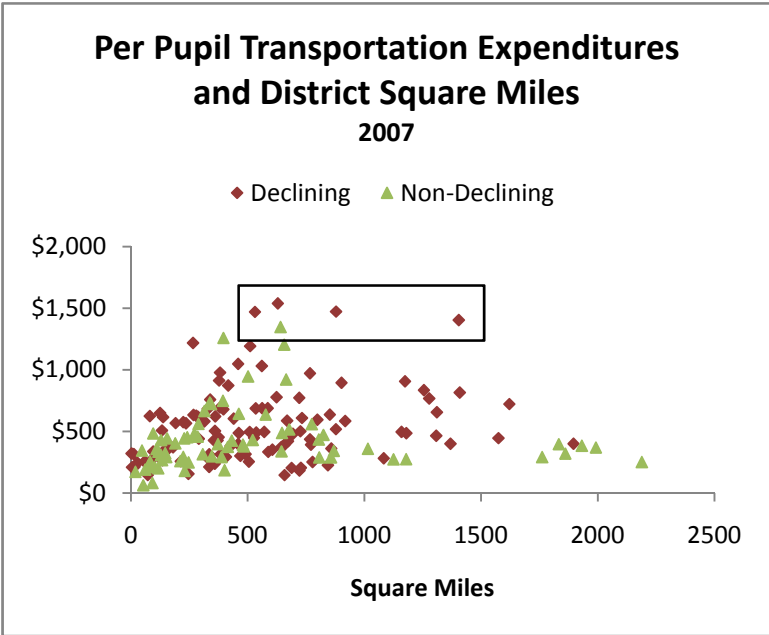 Per Pupil Transportation Expenditures
and District Square Miles
2007
Declining Non-Declining
$2,000
$1,500
$1,000
$500
$0
0 500 1000 1500 2000 2500
Square Miles